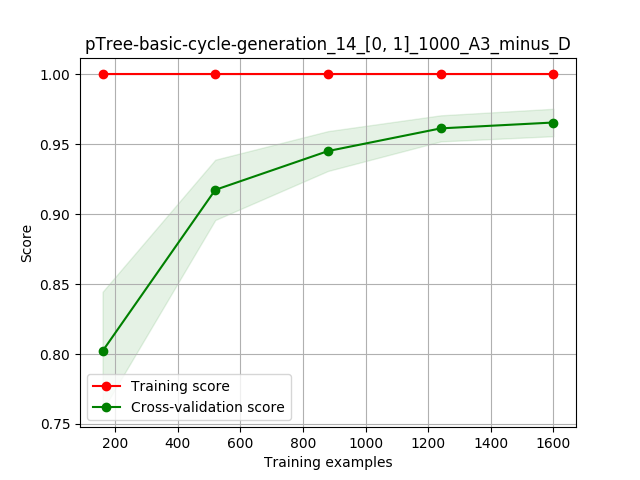 pTree-basic-cycle-generation_14_[0, 1]_1000_A3_minus_D
1.00
0.95
0.90
0.85
0.80
0.75
Score
Training score
Cross-validation score
200 400 600 800 1000 1200 1400 1600
Training examples